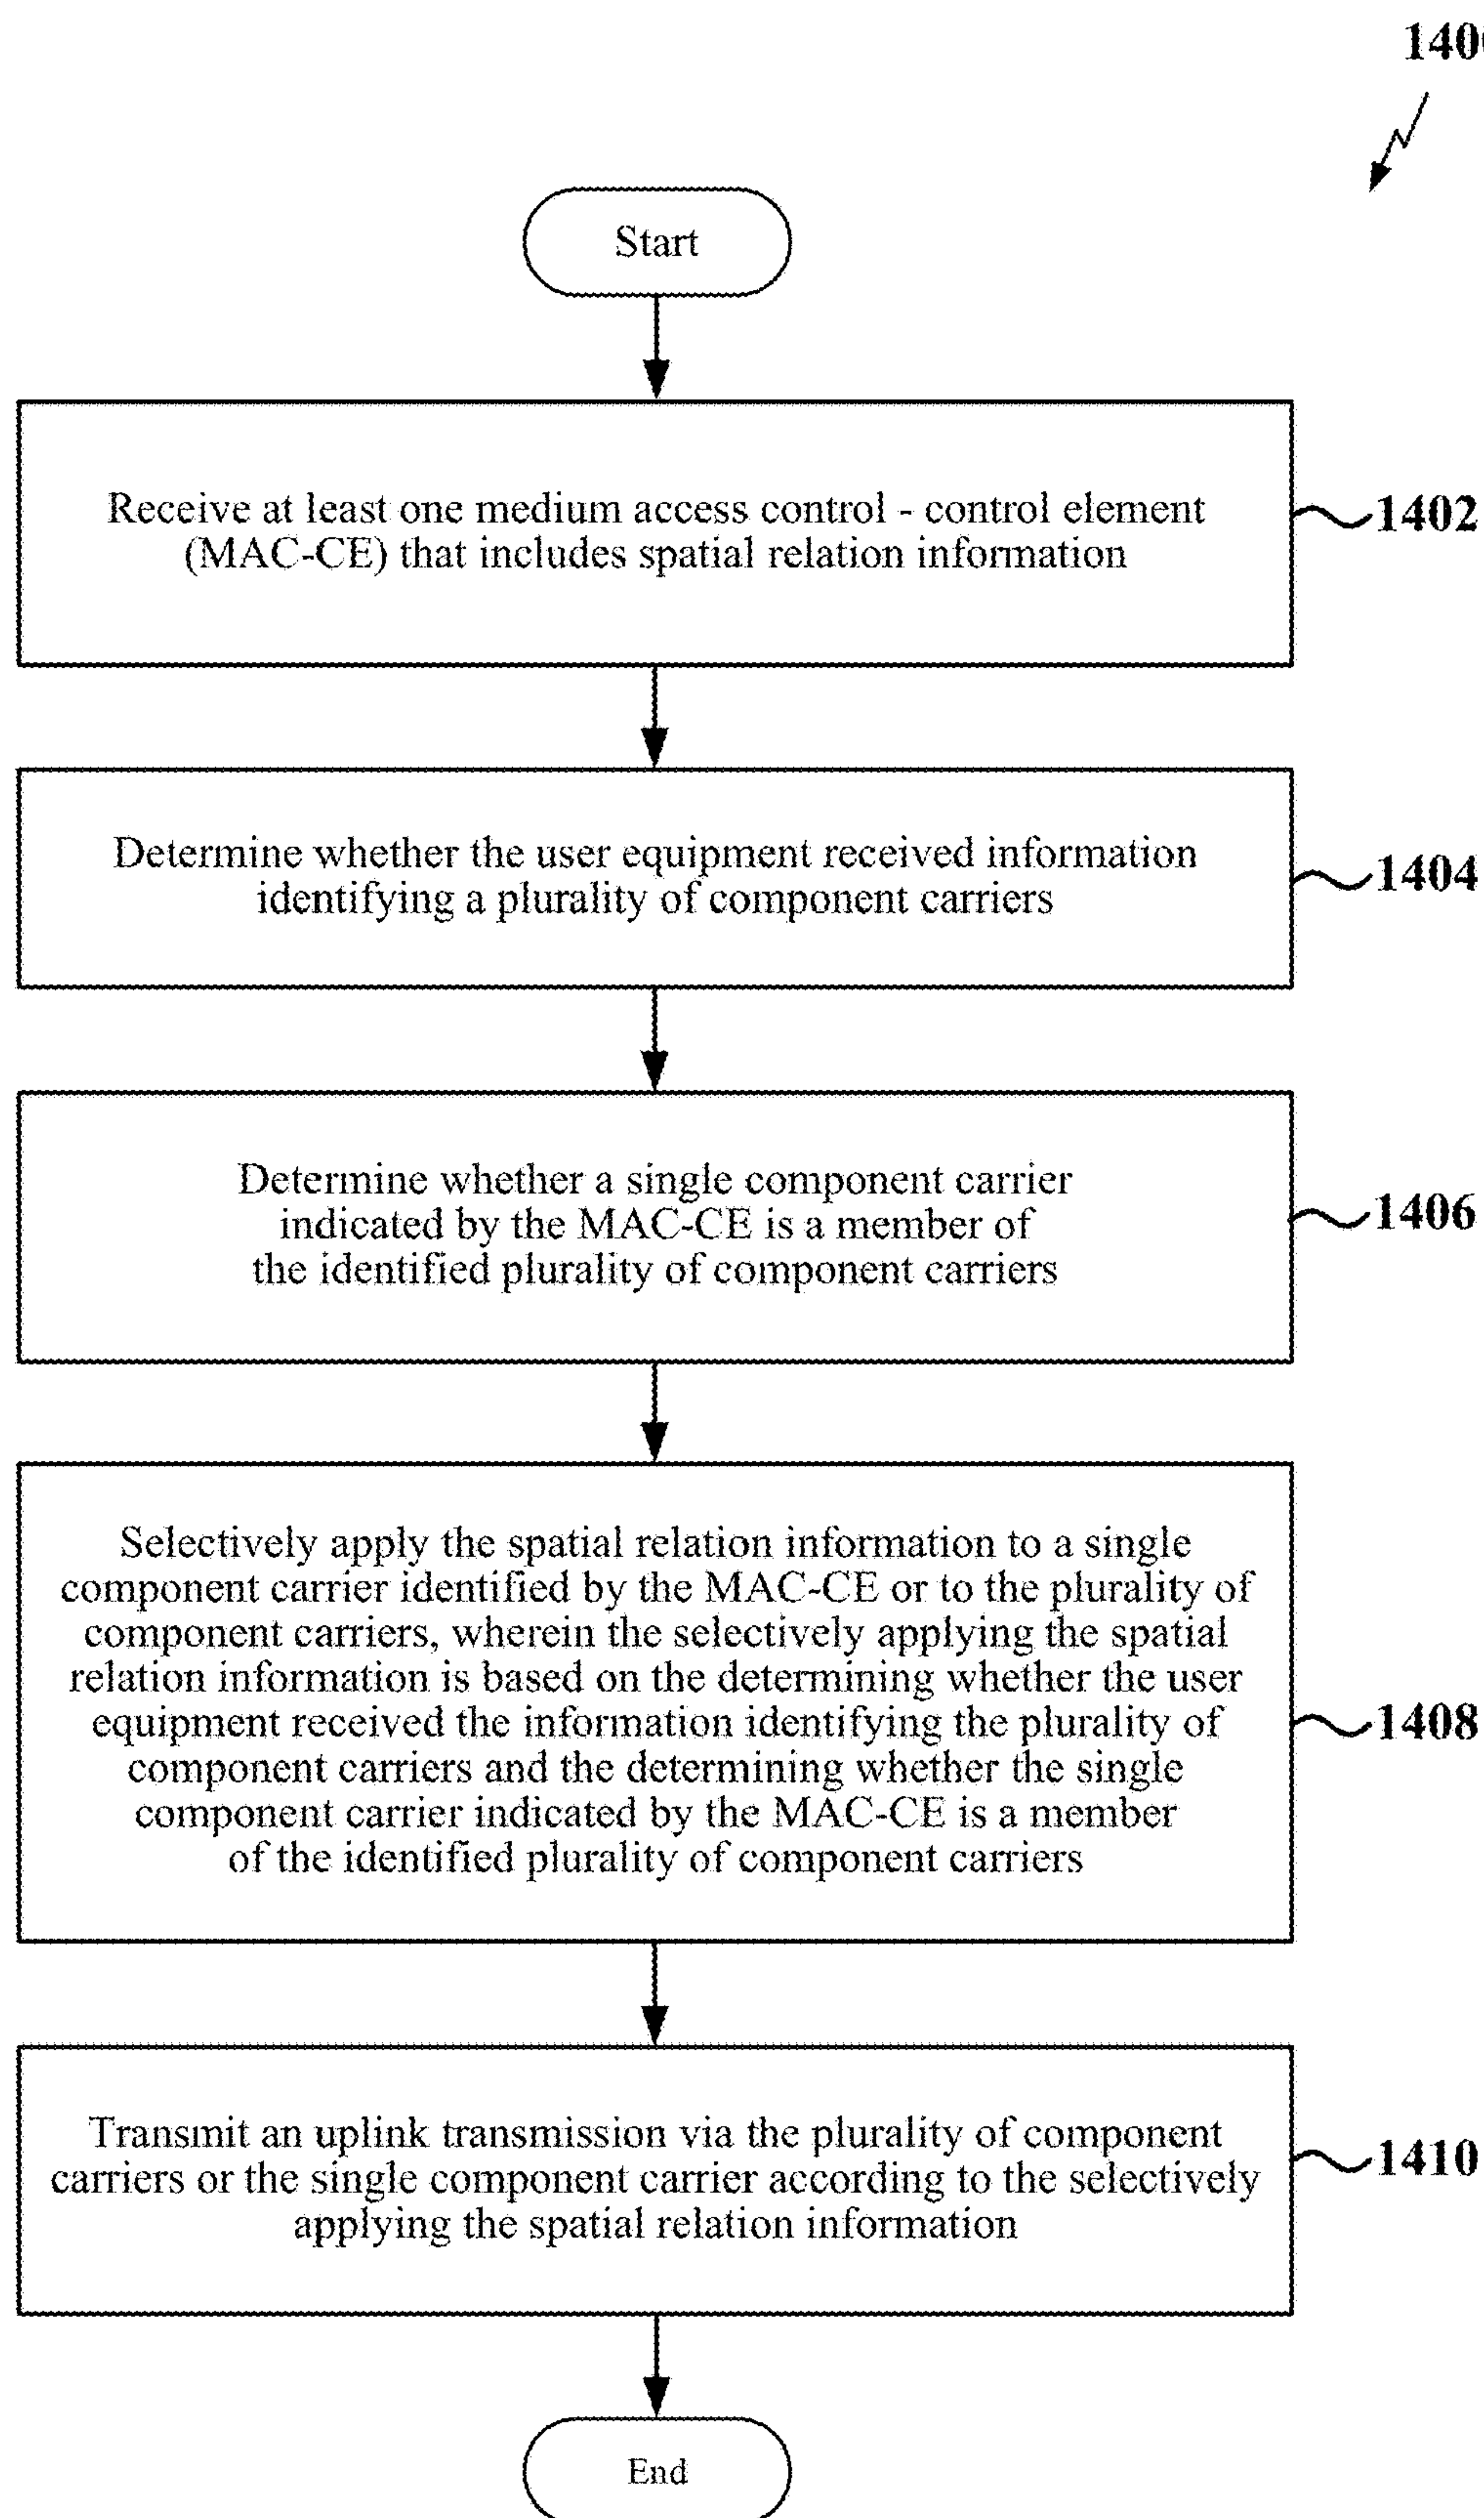 140
Start
Receive at least one medium access control - control element
(MAC-CE) that includes spatial relation information
1402
Determine whether the user equipment received information
identifying a plurality of component carriers
1404
Determine whether a single component carrier
indicated by the MAC-CE is a member of
the identified plurality of component carriers
1406
Selectively apply the spatial relation information to a single
component carrier identified by the MAC-CE or to the plurality of
component carriers, wherein the selectively applying the spatial
relation information is based on the determining whether the user
equipment received the information identifying the plurality of
component carriers and the determining whether the single
component carrier indicated by the MAC-CE is a member
of the identified plurality of component carriers
1408
Transmit an uplink transmission via the plurality of component
carriers or the single component carrier according to the selectively
applying the spatial relation information
1410
End